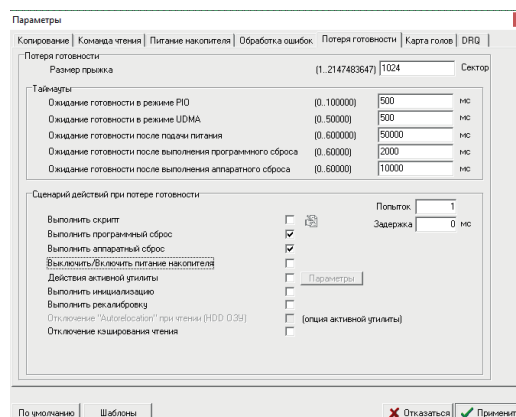 Параметры
Копирование Команда чтения Питание накопителя Обработка ошибок Потеря готовности Карта голов DRQ
Потеря готовности
Размер прыжка (1..2147483647) 1024 Сектор
Таймауты
Ожидание готовности в режиме PIO (0..100000) 500 мс
Ожидание готовности в режиме UDMA (0..50000) 500 мс
Ожидание готовности после подачи питания (0..600000) 50000 мс
Ожидание готовности после выполнения программного сброса (0..60000) 2000 мс
Ожидание готовности после выполнения аппаратного сброса (0..60000) 10000 мс
Сценарий действий при потере готовности
Попыток 1
Выполнить скрипт
Задержка 0 мс
Выполнить программный сброс
Выполнить аппаратный сброс
Выключить/Включить питание накопителя
Действия активной утилиты Параметры
Выполнить инициализацию
Выполнить рекалибровку
Отключение "Autorelocation" при чтении (HDD ОЗУ) (опция активной утилиты)
Отключение кэширования чтения
По умолчанию Шаблоны Отказаться Применит